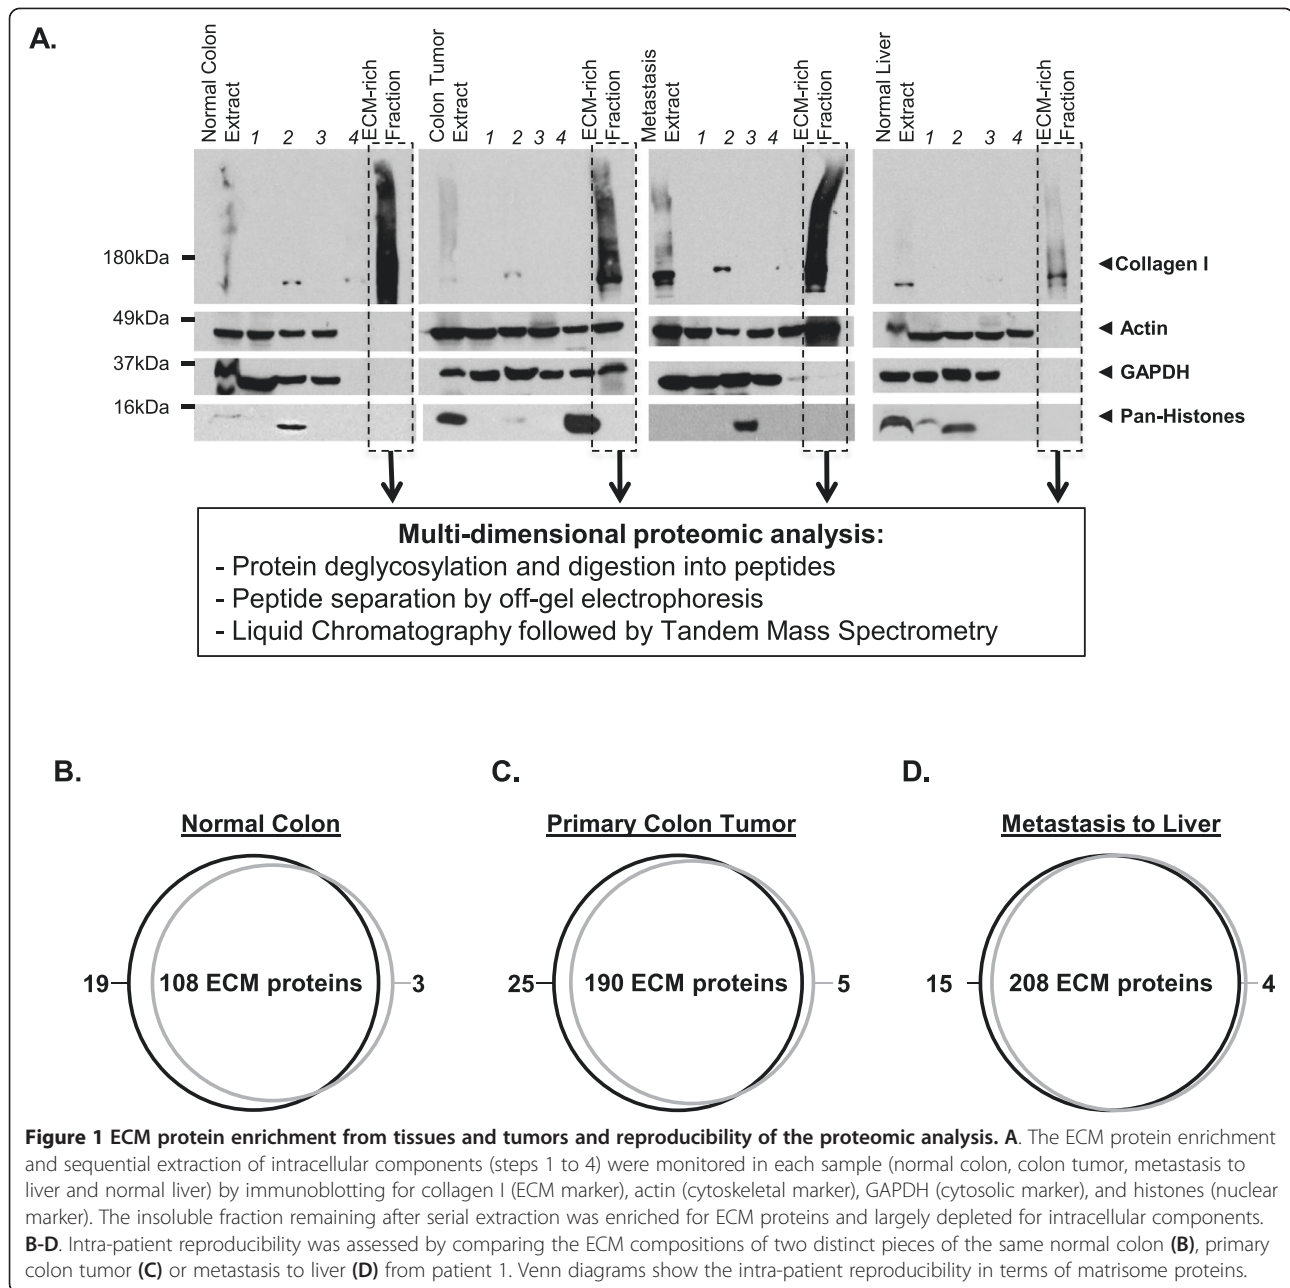 A.
Normal Colon
Extract
1 2 3 4
ECM-rich
Fraction
Colon Tumor
Extract
1 2 3 4
ECM-rich
Fraction
Metastasis
Extract
1 2 3 4
ECM-rich
Fraction
Normal Liver
Extract
1 2 3 4
ECM-rich
Fraction
180kDa
Collagen I
49kDa
Actin
37kDa
GAPDH
16kDa
Pan-Histones
Multi-dimensional proteomic analysis:
- Protein deglycosylation and digestion into peptides
- Peptide separation by off-gel electrophoresis
- Liquid Chromatography followed by Tandem Mass Spectrometry
B.
Normal Colon
19
108 ECM proteins
3
C.
Primary Colon Tumor
25
190 ECM proteins
5
D.
Metastasis to Liver
15
208 ECM proteins
4
Figure 1 ECM protein enrichment from tissues and tumors and reproducibility of the proteomic analysis. A. The ECM protein enrichment
and sequential extraction of intracellular components (steps 1 to 4) were monitored in each sample (normal colon, colon tumor, metastasis to
liver and normal liver) by immunoblotting for collagen I (ECM marker), actin (cytoskeletal marker), GAPDH (cytosolic marker), and histones (nuclear
marker). The insoluble fraction remaining after serial extraction was enriched for ECM proteins and largely depleted for intracellular components.
B-D. Intra-patient reproducibility was assessed by comparing the ECM compositions of two distinct pieces of the same normal colon (B), primary
colon tumor (C) or metastasis to liver (D) from patient 1. Venn diagrams show the intra-patient reproducibility in terms of matrisome proteins.